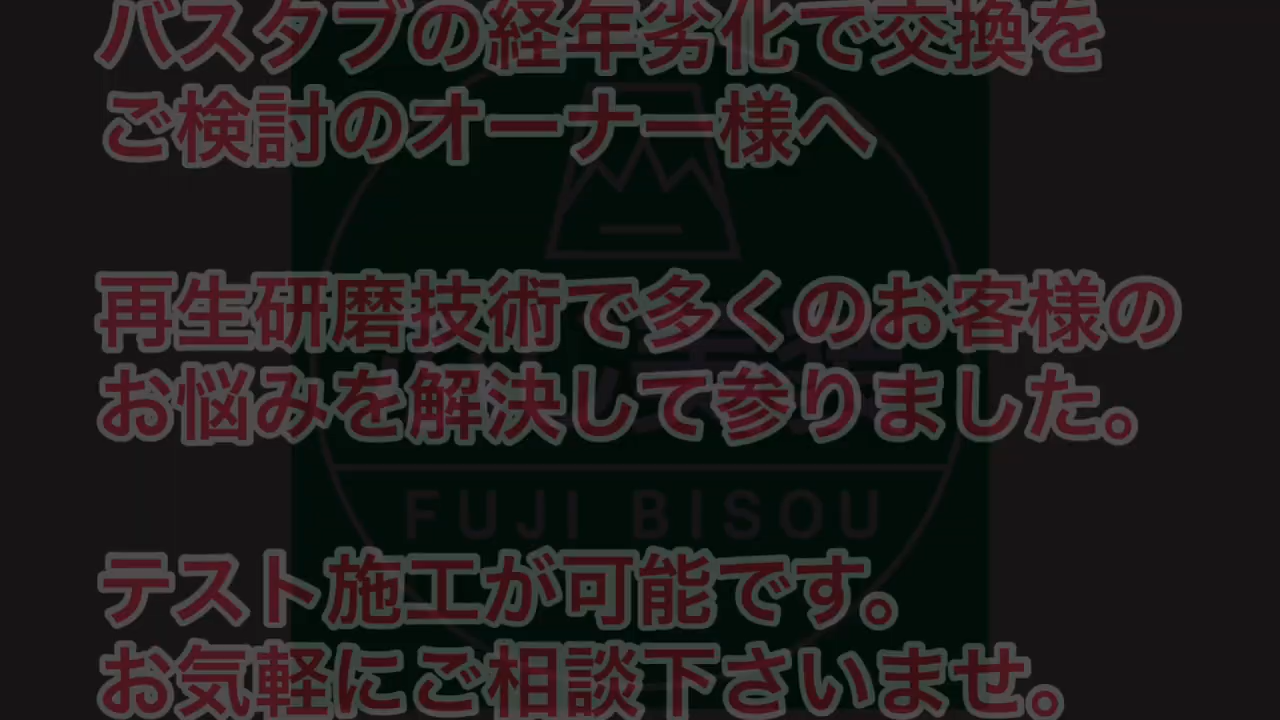 バスタブの経年劣化で交換を
ご検討のオーナー様へ
再生研磨技術で多くのお客様の
お悩みを解決して参りました。
FUJI BISOU
テスト施工が可能です。
お気軽にご相談下さいませ。